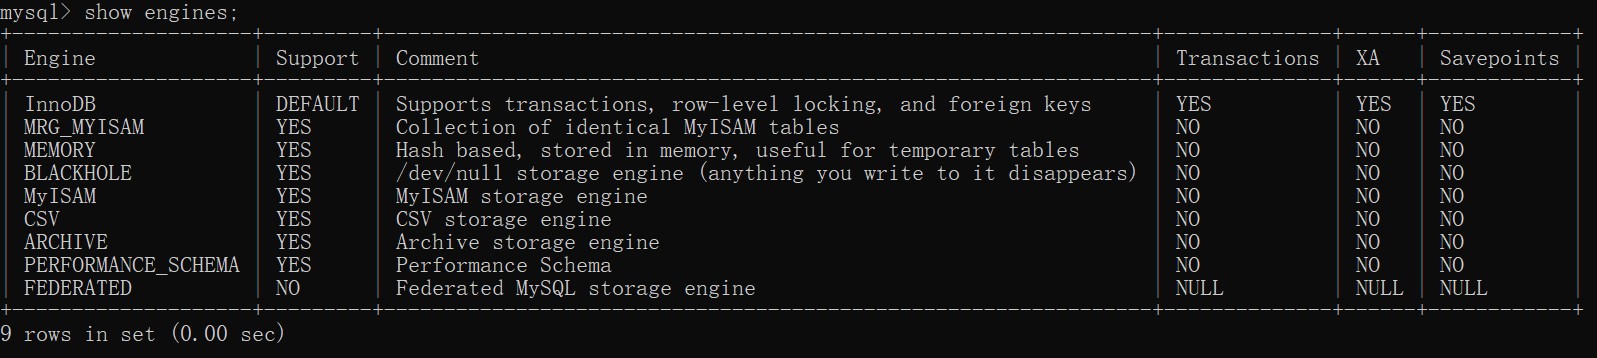 mysql> show engines;
+--------------------+---------+----------------------------------------------------------------+--------------+------+------------+
| Engine             | Support | Comment                                                        | Transactions | XA   | Savepoints |
+--------------------+---------+----------------------------------------------------------------+--------------+------+------------+
| InnoDB             | DEFAULT | Supports transactions, row-level locking, and foreign keys     | YES          | YES  | YES        |
| MRG_MYISAM         | YES     | Collection of identical MyISAM tables                          | NO           | NO   | NO         |
| MEMORY             | YES     | Hash based, stored in memory, useful for temporary tables      | NO           | NO   | NO         |
| BLACKHOLE          | YES     | /dev/null storage engine (anything you write to it disappears) | NO           | NO   | NO         |
| MyISAM             | YES     | MyISAM storage engine                                          | NO           | NO   | NO         |
| CSV                | YES     | CSV storage engine                                             | NO           | NO   | NO         |
| ARCHIVE            | YES     | Archive storage engine                                         | NO           | NO   | NO         |
| PERFORMANCE_SCHEMA | YES     | Performance Schema                                             | NO           | NO   | NO         |
| FEDERATED          | NO      | Federated MySQL storage engine                                 | NULL         | NULL | NULL       |
+--------------------+---------+----------------------------------------------------------------+--------------+------+------------+
9 rows in set (0.00 sec)